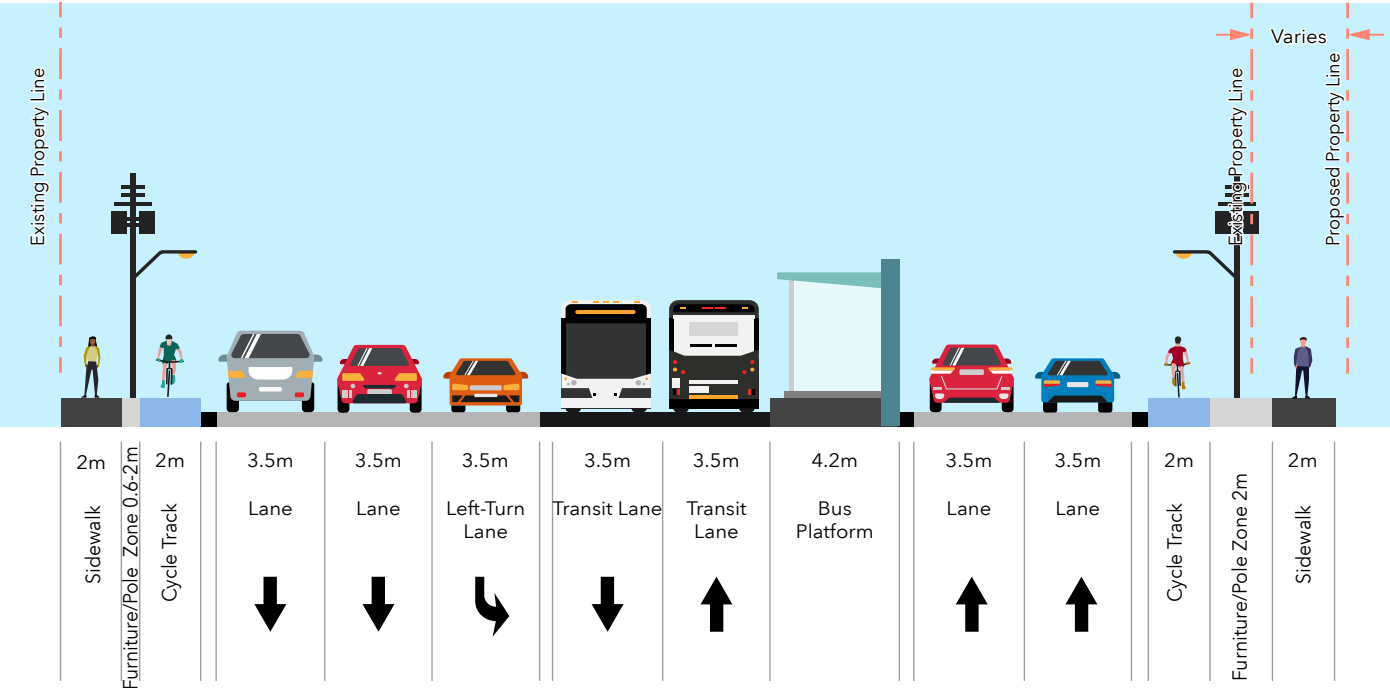 Varies
Existing Property Line
Existing Property Line
Proposed Property Line
2m
Sidewalk
Furniture/Pole Zone 0.6-2m
2m
Cycle Track
3.5m
Lane
3.5m
Lane
3.5m
Left-Turn
Lane
3.5m
Transit Lane
3.5m
Transit
Lane
4.2m
Bus
Platform
3.5m
Lane
3.5m
Lane
2m
Cycle Track
Furniture/Pole Zone 2m
2m
Sidewalk